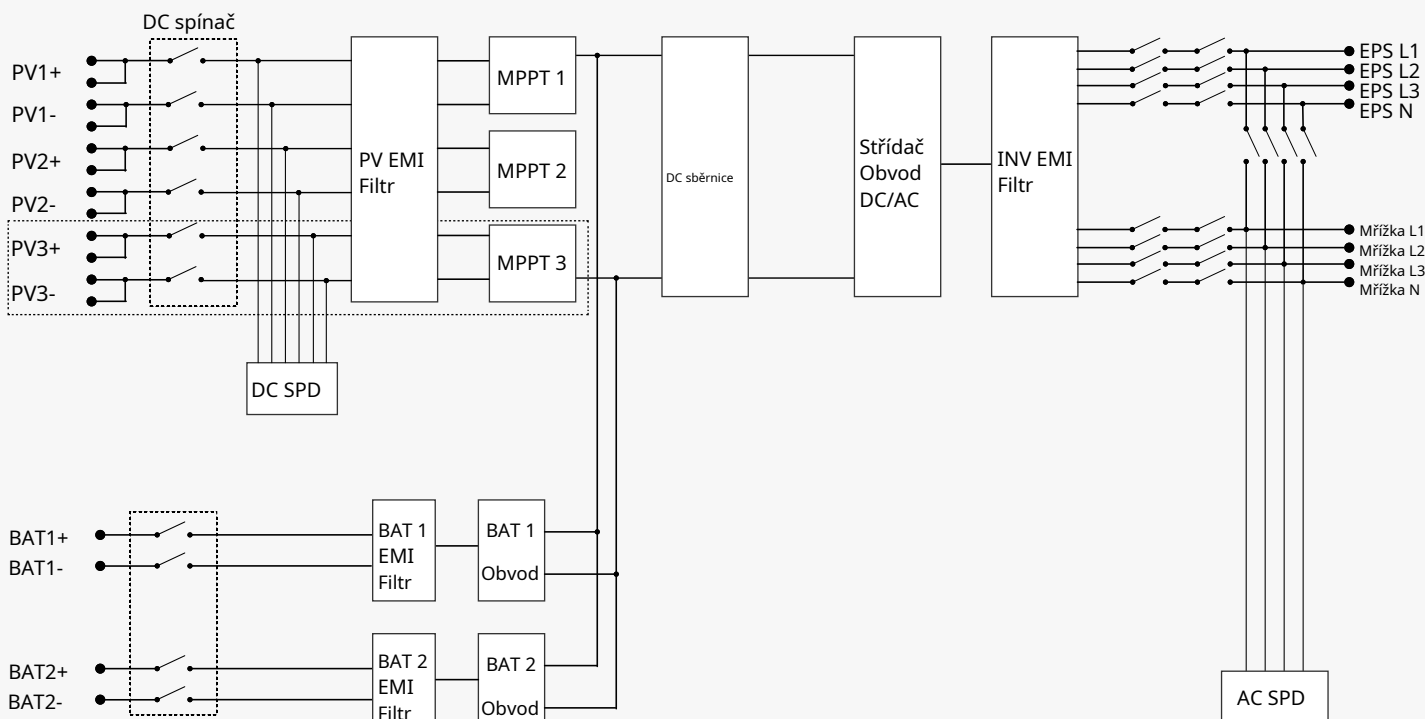 DC spínač
PV1+
PV1-
PV2+
PV2-
PV3+
PV3-
PV EMI
Filtr
MPPT 1
MPPT 2
MPPT 3
DC sběrnice
Střídač
Obvod
DC/AC
INV EMI
Filtr
EPS L1
EPS L2
EPS L3
EPS N
Mřížka L1
Mřížka L2
Mřížka L3
Mřížka N
DC SPD
BAT1+
BAT1-
BAT 1
EMI
Filtr
BAT 1
Obvod
BAT2+
BAT2-
BAT 2
EMI
Filtr
BAT 2
Obvod
AC SPD